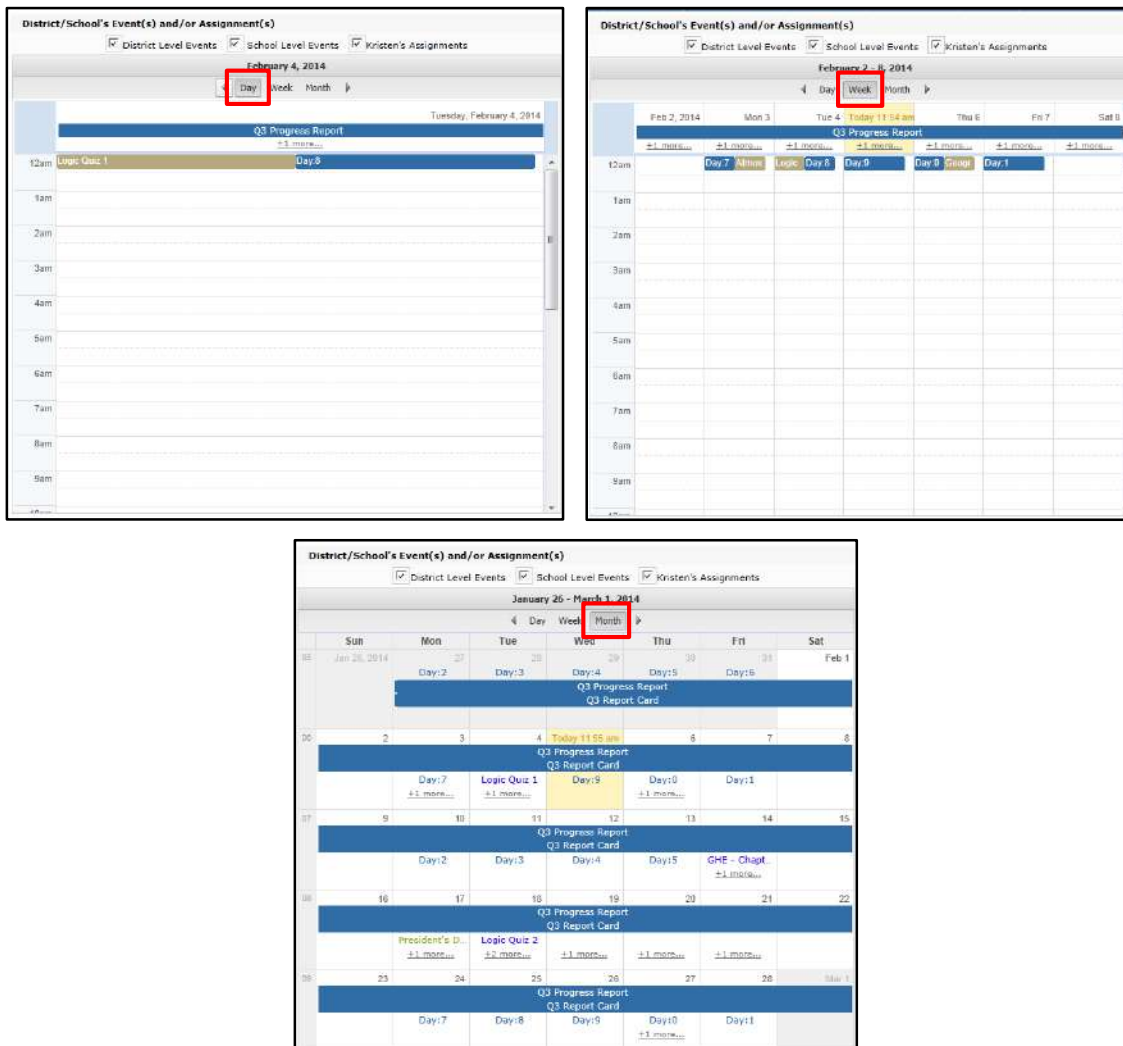 District/School's Event(s) and/or Assignment(s)
District Level Events School Level Events Kristen's Assignments
February 4, 2014
Day Week Month
Tuesday, February 4, 2014
Q3 Progress Report
+1 more...
12am Logic Quiz 1 Day:8
1am
2am
3am
4am
5am
6am
7am
8am
9am
District/School's Event(s) and/or Assignment(s)
District Level Events School Level Events Kristen's Assignments
February 2 - 8, 2014
Day Week Month
Feb 2, 2014 Mon 3 Tue 4 Today 11:54 am Thu 6 Fri 7 Sat 8
Q3 Progress Report
+1 more... +1 more... +1 more... +1 more... +1 more... +1 more... +1 more...
12am Day:7 Logic Day:8 Day:9 Day:0 Geogr Day:1
1am
2am
3am
4am
5am
6am
7am
8am
9am
District/School's Event(s) and/or Assignment(s)
District Level Events School Level Events Kristen's Assignments
January 26 - March 1, 2014
Day Week Month
Sun Mon Tue Wed Thu Fri Sat
05 Jan 26, 2014 27 28 29 30 31 Feb 1
Day:2 Day:3 Day:4 Day:5 Day:6
Q3 Progress Report
Q3 Report Card
06 2 3 4 Today 11:55 am 6 7 8
Q3 Progress Report
Q3 Report Card
Day:7 Logic Quiz 1 Day:9 Day:0 Day:1
+1 more... +1 more... +1 more...
07 9 10 11 12 13 14 15
Q3 Progress Report
Q3 Report Card
Day:2 Day:3 Day:4 Day:5 GHE - Chapt..
+1 more...
08 16 17 18 19 20 21 22
Q3 Progress Report
Q3 Report Card
President's D.. Logic Quiz 2
+1 more... +2 more... +1 more... +1 more... +1 more...
09 23 24 25 26 27 28 Mar 1
Q3 Progress Report
Q3 Report Card
Day:7 Day:8 Day:9 Day:0 Day:1
+1 more...